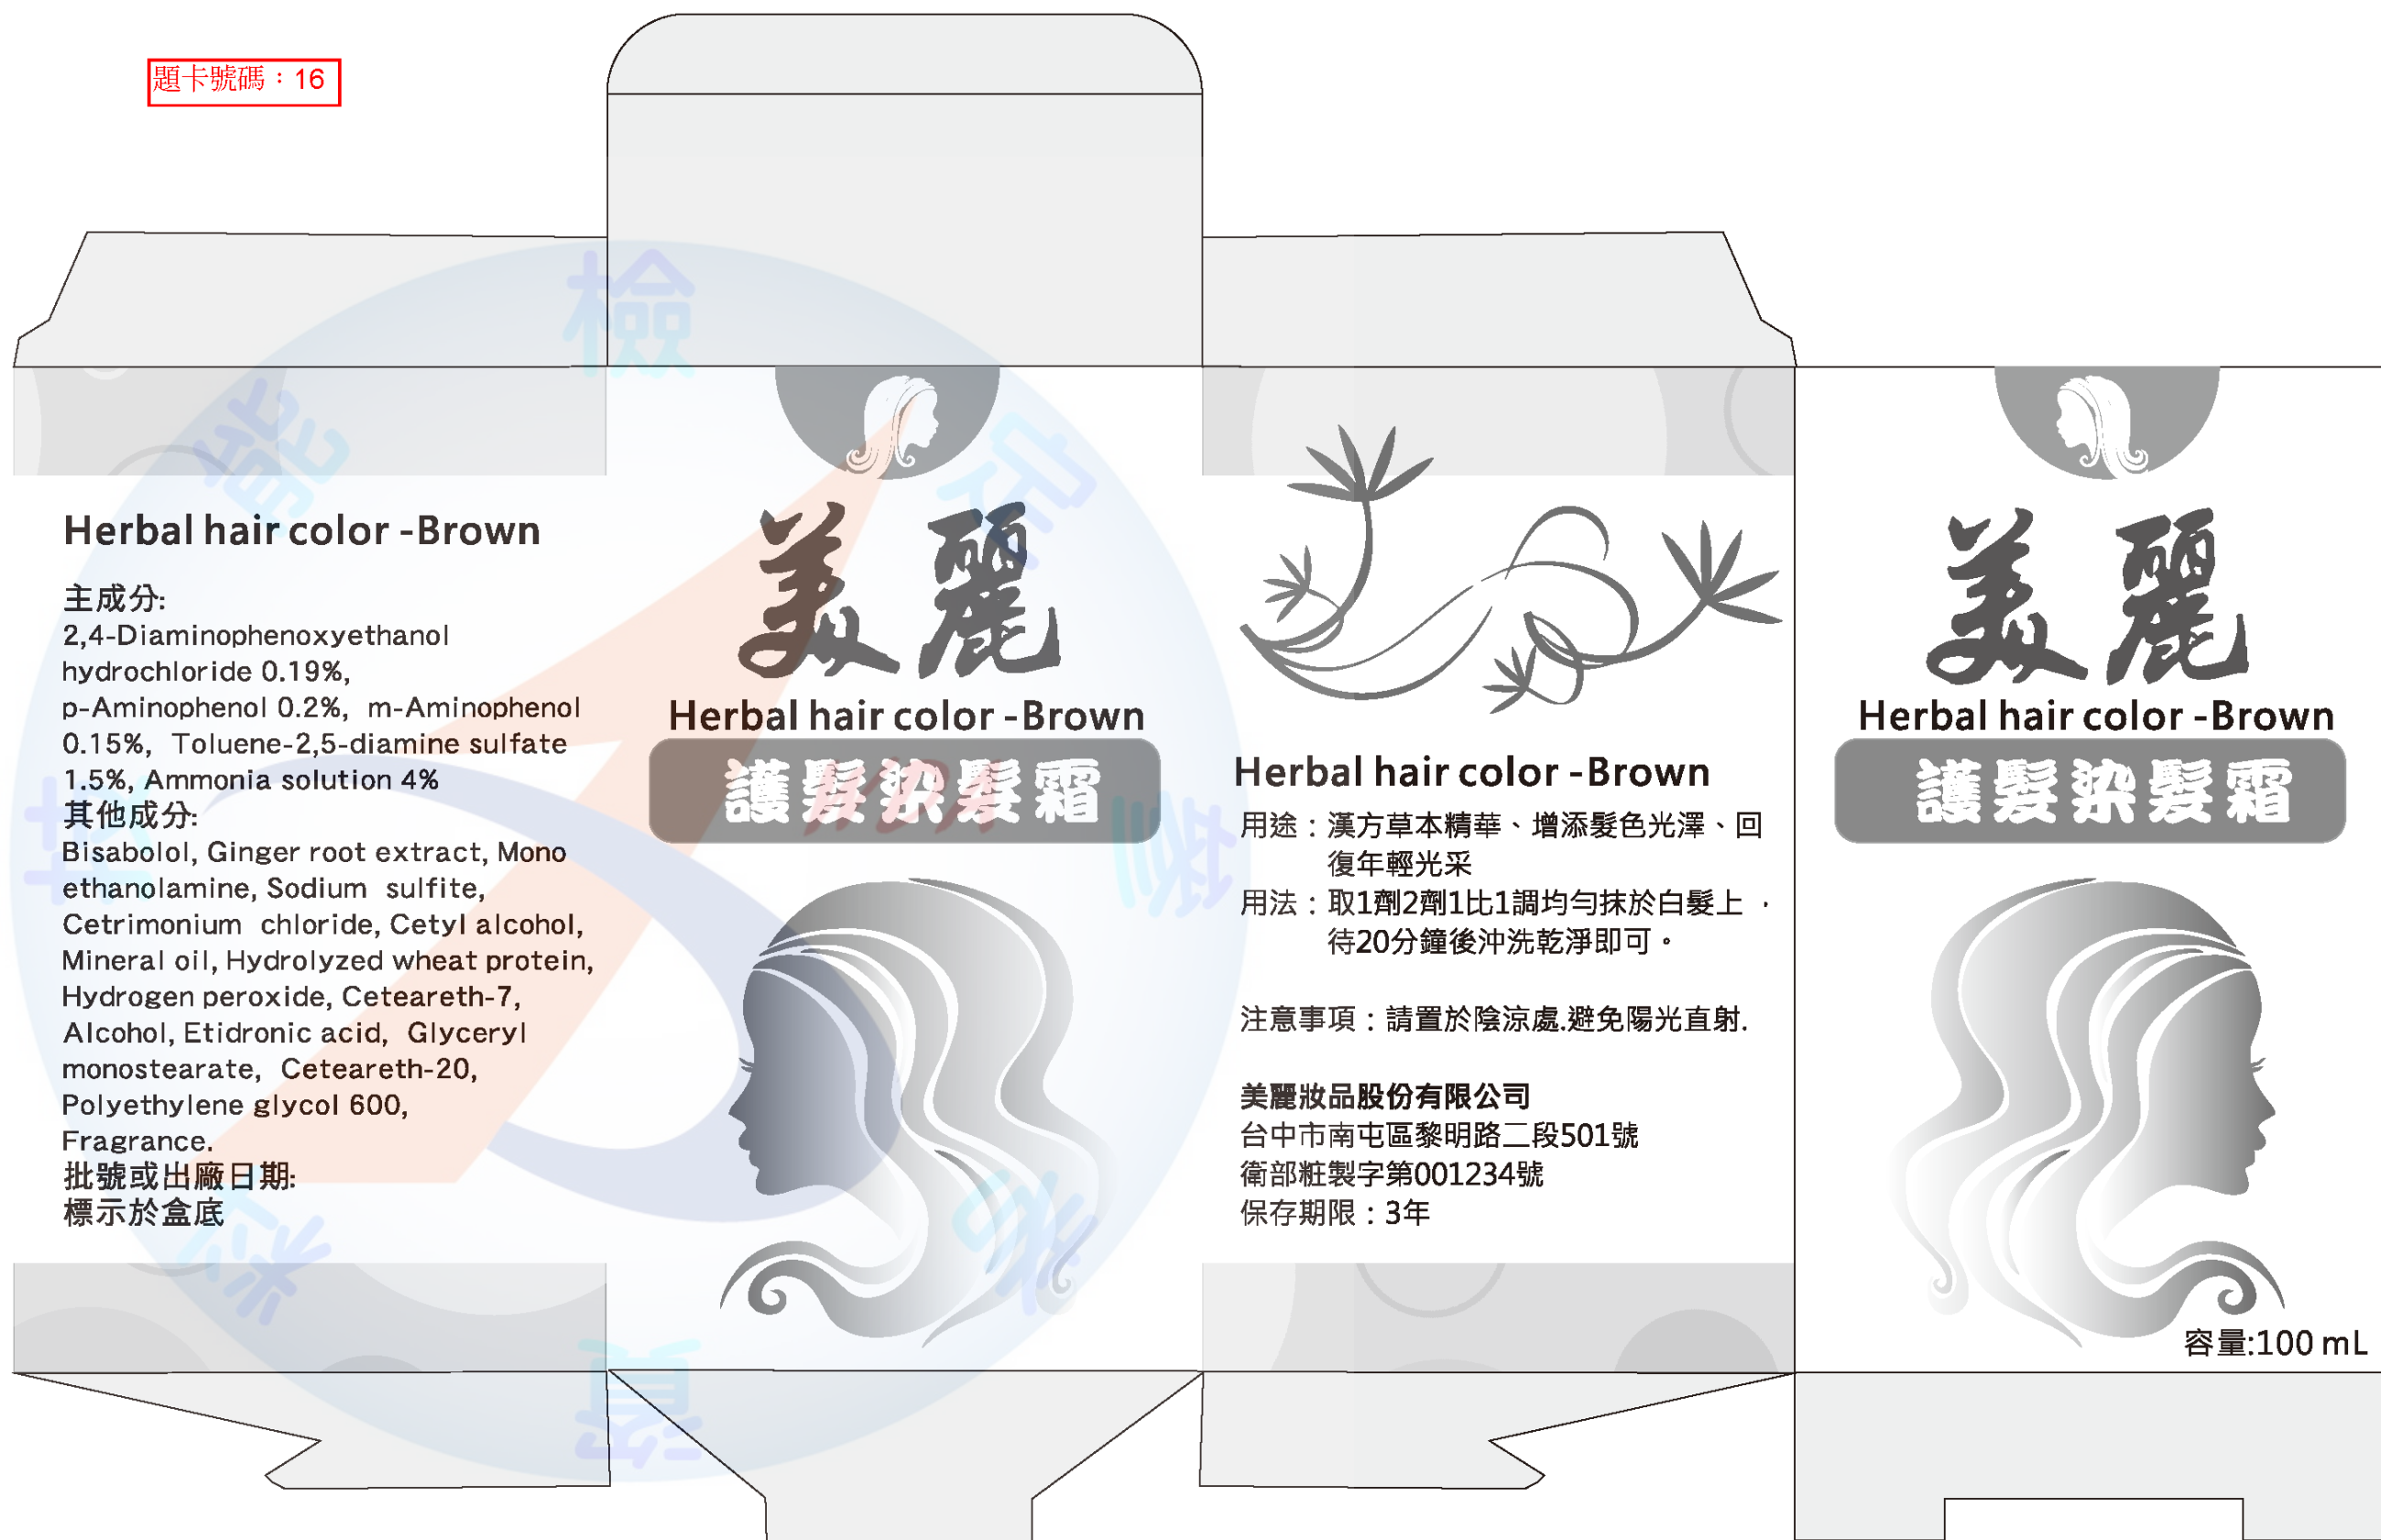 題卡號碼：16
Herbal hair color -Brown
主成分:
2,4-Diaminophenoxyethanol
hydrochloride 0.19%,
p-Aminophenol 0.2%, m-Aminophenol
0.15%, Toluene-2,5-diamine sulfate
1.5%, Ammonia solution 4%
其他成分:
Bisabolol, Ginger root extract, Mono
ethanolamine, Sodium sulfite,
Cetrimonium chloride, Cetyl alcohol,
Mineral oil, Hydrolyzed wheat protein,
Hydrogen peroxide, Ceteareth-7,
Alcohol, Etidronic acid, Glyceryl
monostearate, Ceteareth-20,
Polyethylene glycol 600,
Fragrance.
批號或出廠日期:
標示於盒底
美麗
Herbal hair color -Brown
護髮染髮霜
Herbal hair color -Brown
用途：漢方草本精華、增添髮色光澤、回
復年輕光采
用法：取1劑2劑1比1調均勻抹於白髮上，
待20分鐘後沖洗乾淨即可。
注意事項：請置於陰涼處.避免陽光直射.
美麗妝品股份有限公司
台中市南屯區黎明路二段501號
衛部粧製字第001234號
保存期限：3年
美麗
Herbal hair color -Brown
護髮染髮霜
容量:100 mL